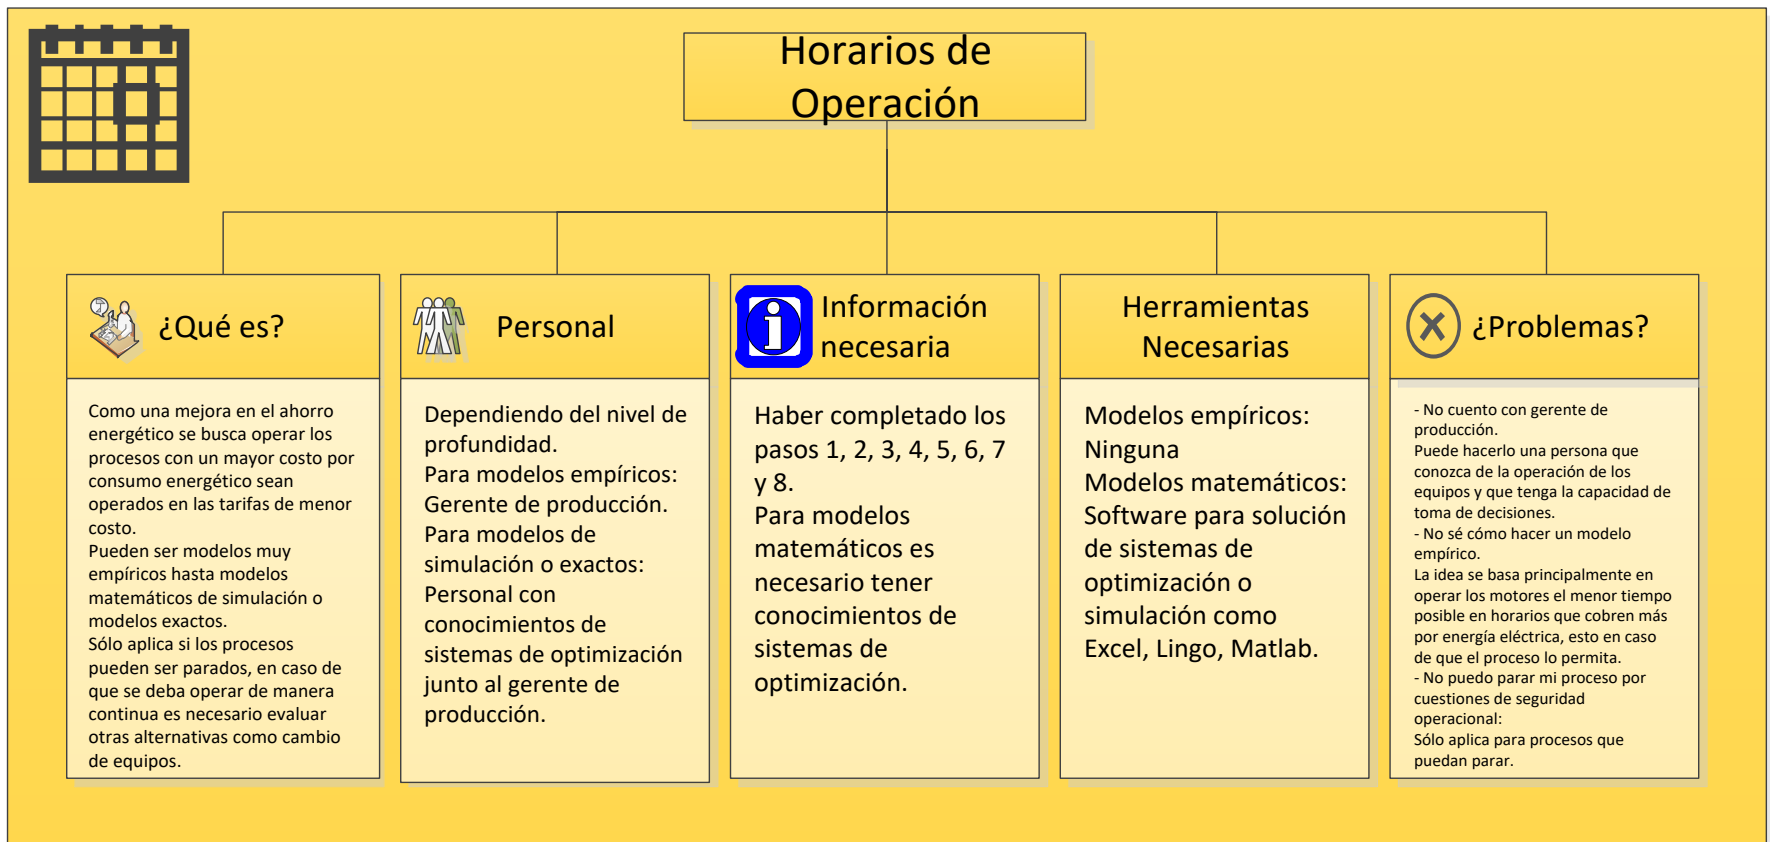 Horarios de
Operación
¿Qué es?
Como una mejora en el ahorro
energético se busca operar los
procesos con un mayor costo por
consumo energético sean
operados en las tarifas de menor
costo.
Pueden ser modelos muy
empíricos hasta modelos
matemáticos de simulación o
modelos exactos.
Sólo aplica si los procesos
pueden ser parados, en caso de
que se deba operar de manera
continua es necesario evaluar
otras alternativas como cambio
de equipos.
Personal
Dependiendo del nivel de
profundidad.
Para modelos empíricos:
Gerente de producción.
Para modelos de
simulación o exactos:
Personal con
conocimientos de
sistemas de optimización
junto al gerente de
producción.
Información
necesaria
Haber completado los
pasos 1, 2, 3, 4, 5, 6, 7
y 8.
Para modelos
matemáticos es
necesario tener
conocimientos de
sistemas de
optimización.
Herramientas
Necesarias
Modelos empíricos:
Ninguna
Modelos matemáticos:
Software para solución
de sistemas de
optimización o
simulación como
Excel, Lingo, Matlab.
¿Problemas?
- No cuento con gerente de
producción.
Puede hacerlo una persona que
conozca de la operación de los
equipos y que tenga la capacidad de
toma de decisiones.
- No sé cómo hacer un modelo
empírico.
La idea se basa principalmente en
operar los motores el menor tiempo
posible en horarios que cobren más
por energía eléctrica, esto en caso
de que el proceso lo permita.
- No puedo parar mi proceso por
cuestiones de seguridad
operacional:
Sólo aplica para procesos que
puedan parar.